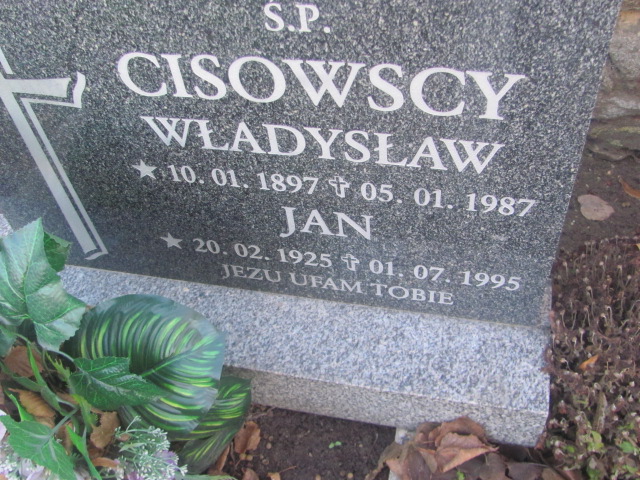 S.P.
CISOWSCY
WŁADYSŁAW
★ 10. 01. 1897 ✝ 05. 01. 1987
JAN
★ 20. 02. 1925 ✝ 01. 07. 1995
JEZU UFAM TOBIE